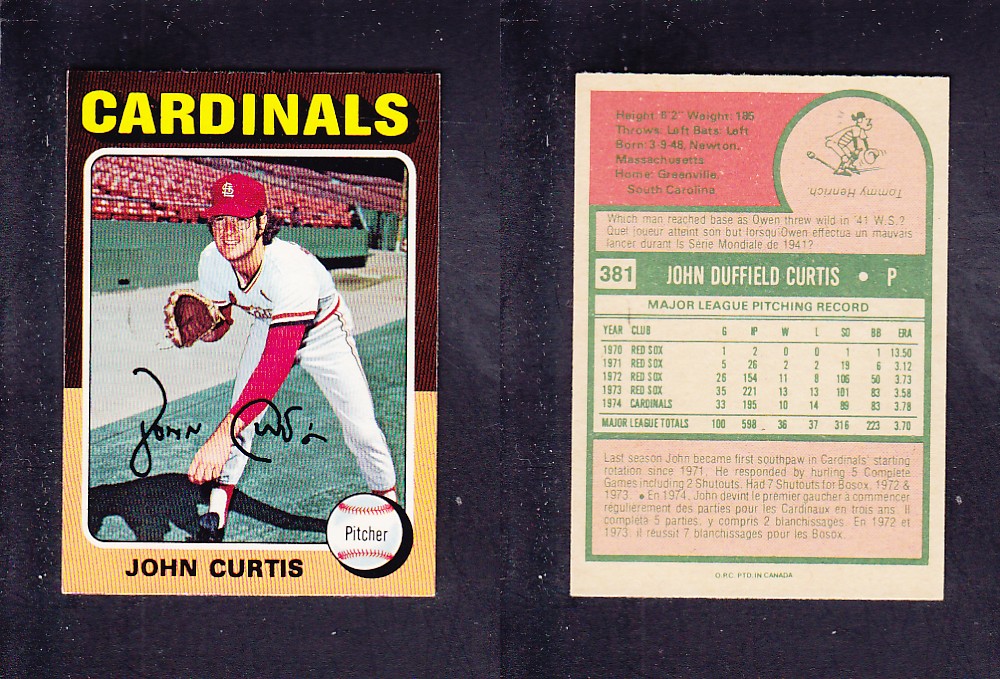 CARDINALS
StL
John Curtis
Pitcher
JOHN CURTIS
Height: 6'2" Weight: 185
Throws: Left Bats: Left
Born: 3-9-48, Newton,
Massachusetts
Home: Greenville,
South Carolina
Tommy Henrich.
Which man reached base as Owen threw wild in '41 W.S.?
Quel joueur atteint son but lorsqu'Owen effectua un mauvais
lancer durant la Série Mondiale de 1941?
381 JOHN DUFFIELD CURTIS • P
MAJOR LEAGUE PITCHING RECORD
YEAR CLUB G IP W L SO BB ERA
1970 RED SOX 1 2 0 0 1 1 13.50
1971 RED SOX 5 26 2 2 19 6 3.12
1972 RED SOX 26 154 11 8 106 50 3.73
1973 RED SOX 35 221 13 13 101 83 3.58
1974 CARDINALS 33 195 10 14 89 83 3.78
MAJOR LEAGUE TOTALS 100 598 36 37 316 223 3.70
Last season John became first southpaw in Cardinals' starting
rotation since 1971. He responded by hurling 5 Complete
Games including 2 Shutouts. Had 7 Shutouts for Bosox, 1972 &
1973. • En 1974, John devint le premier gaucher à commencer
régulièrement des parties pour les Cardinaux en trois ans. Il
compléta 5 parties, y compris 2 blanchissages. En 1972 et
1973, il réussit 7 blanchissages pour les Bosox.
O.P.C. PTD. IN CANADA